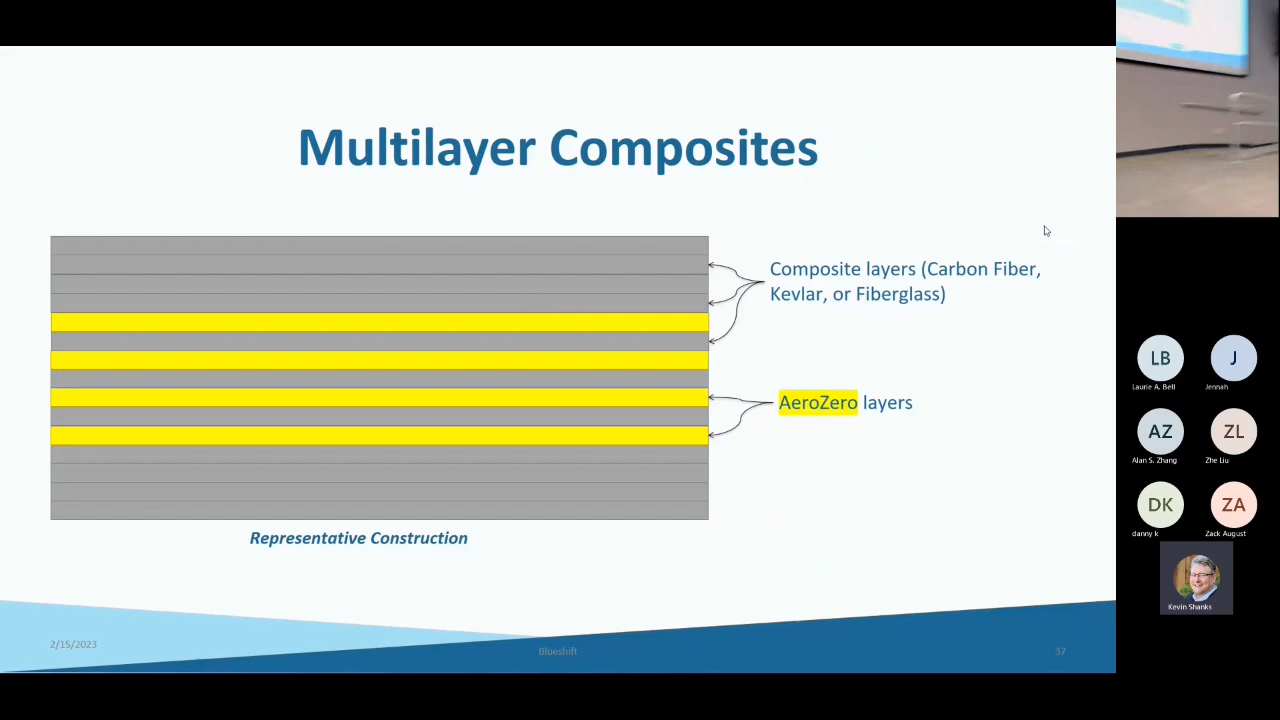 Multilayer Composites
Composite layers (Carbon Fiber,
Kevlar, or Fiberglass)
AeroZero layers
Representative Construction
2/15/2023
Blueshift
37
LB
Laurie A. Bell
J
Jennah
AZ
Alan S. Zhang
ZL
Zhe Liu
DK
danny k
ZA
Zack August
Kevin Shanks